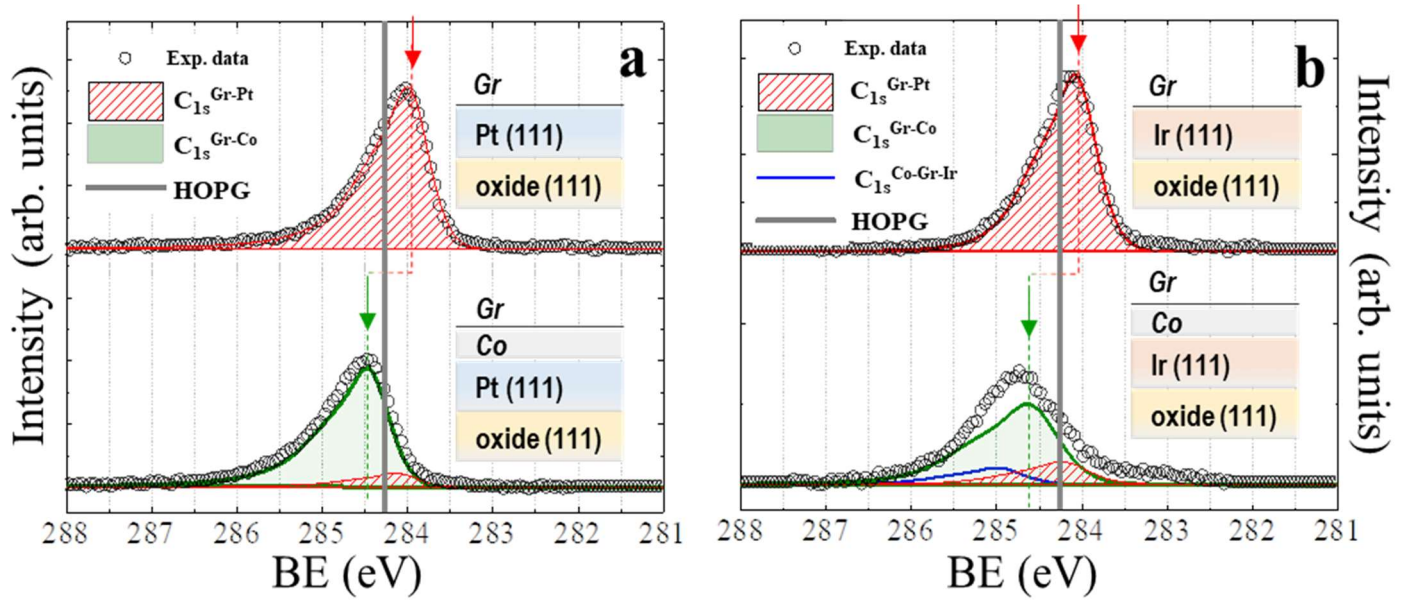 a
Exp. data
C1s Gr-Pt
C1s Gr-Co
HOPG
Gr
Pt (111)
oxide (111)
Gr
Co
Pt (111)
oxide (111)
Intensity (arb. units)
288 287 286 285 284 283 282 281
BE (eV)
b
Exp. data
C1s Gr-Pt
C1s Gr-Co
C1s Co-Gr-Ir
HOPG
Gr
Ir (111)
oxide (111)
Gr
Co
Ir (111)
oxide (111)
Intensity (arb. units)
288 287 286 285 284 283 282 281
BE (eV)